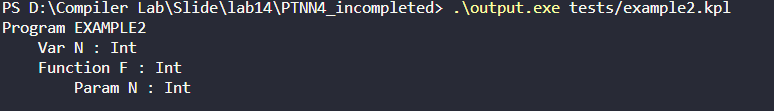 PS D:\Compiler Lab\Slide\lab14\PTNN4_incompleted> .\output.exe tests/example2.kpl
Program EXAMPLE2
    Var N : Int
    Function F : Int
        Param N : Int